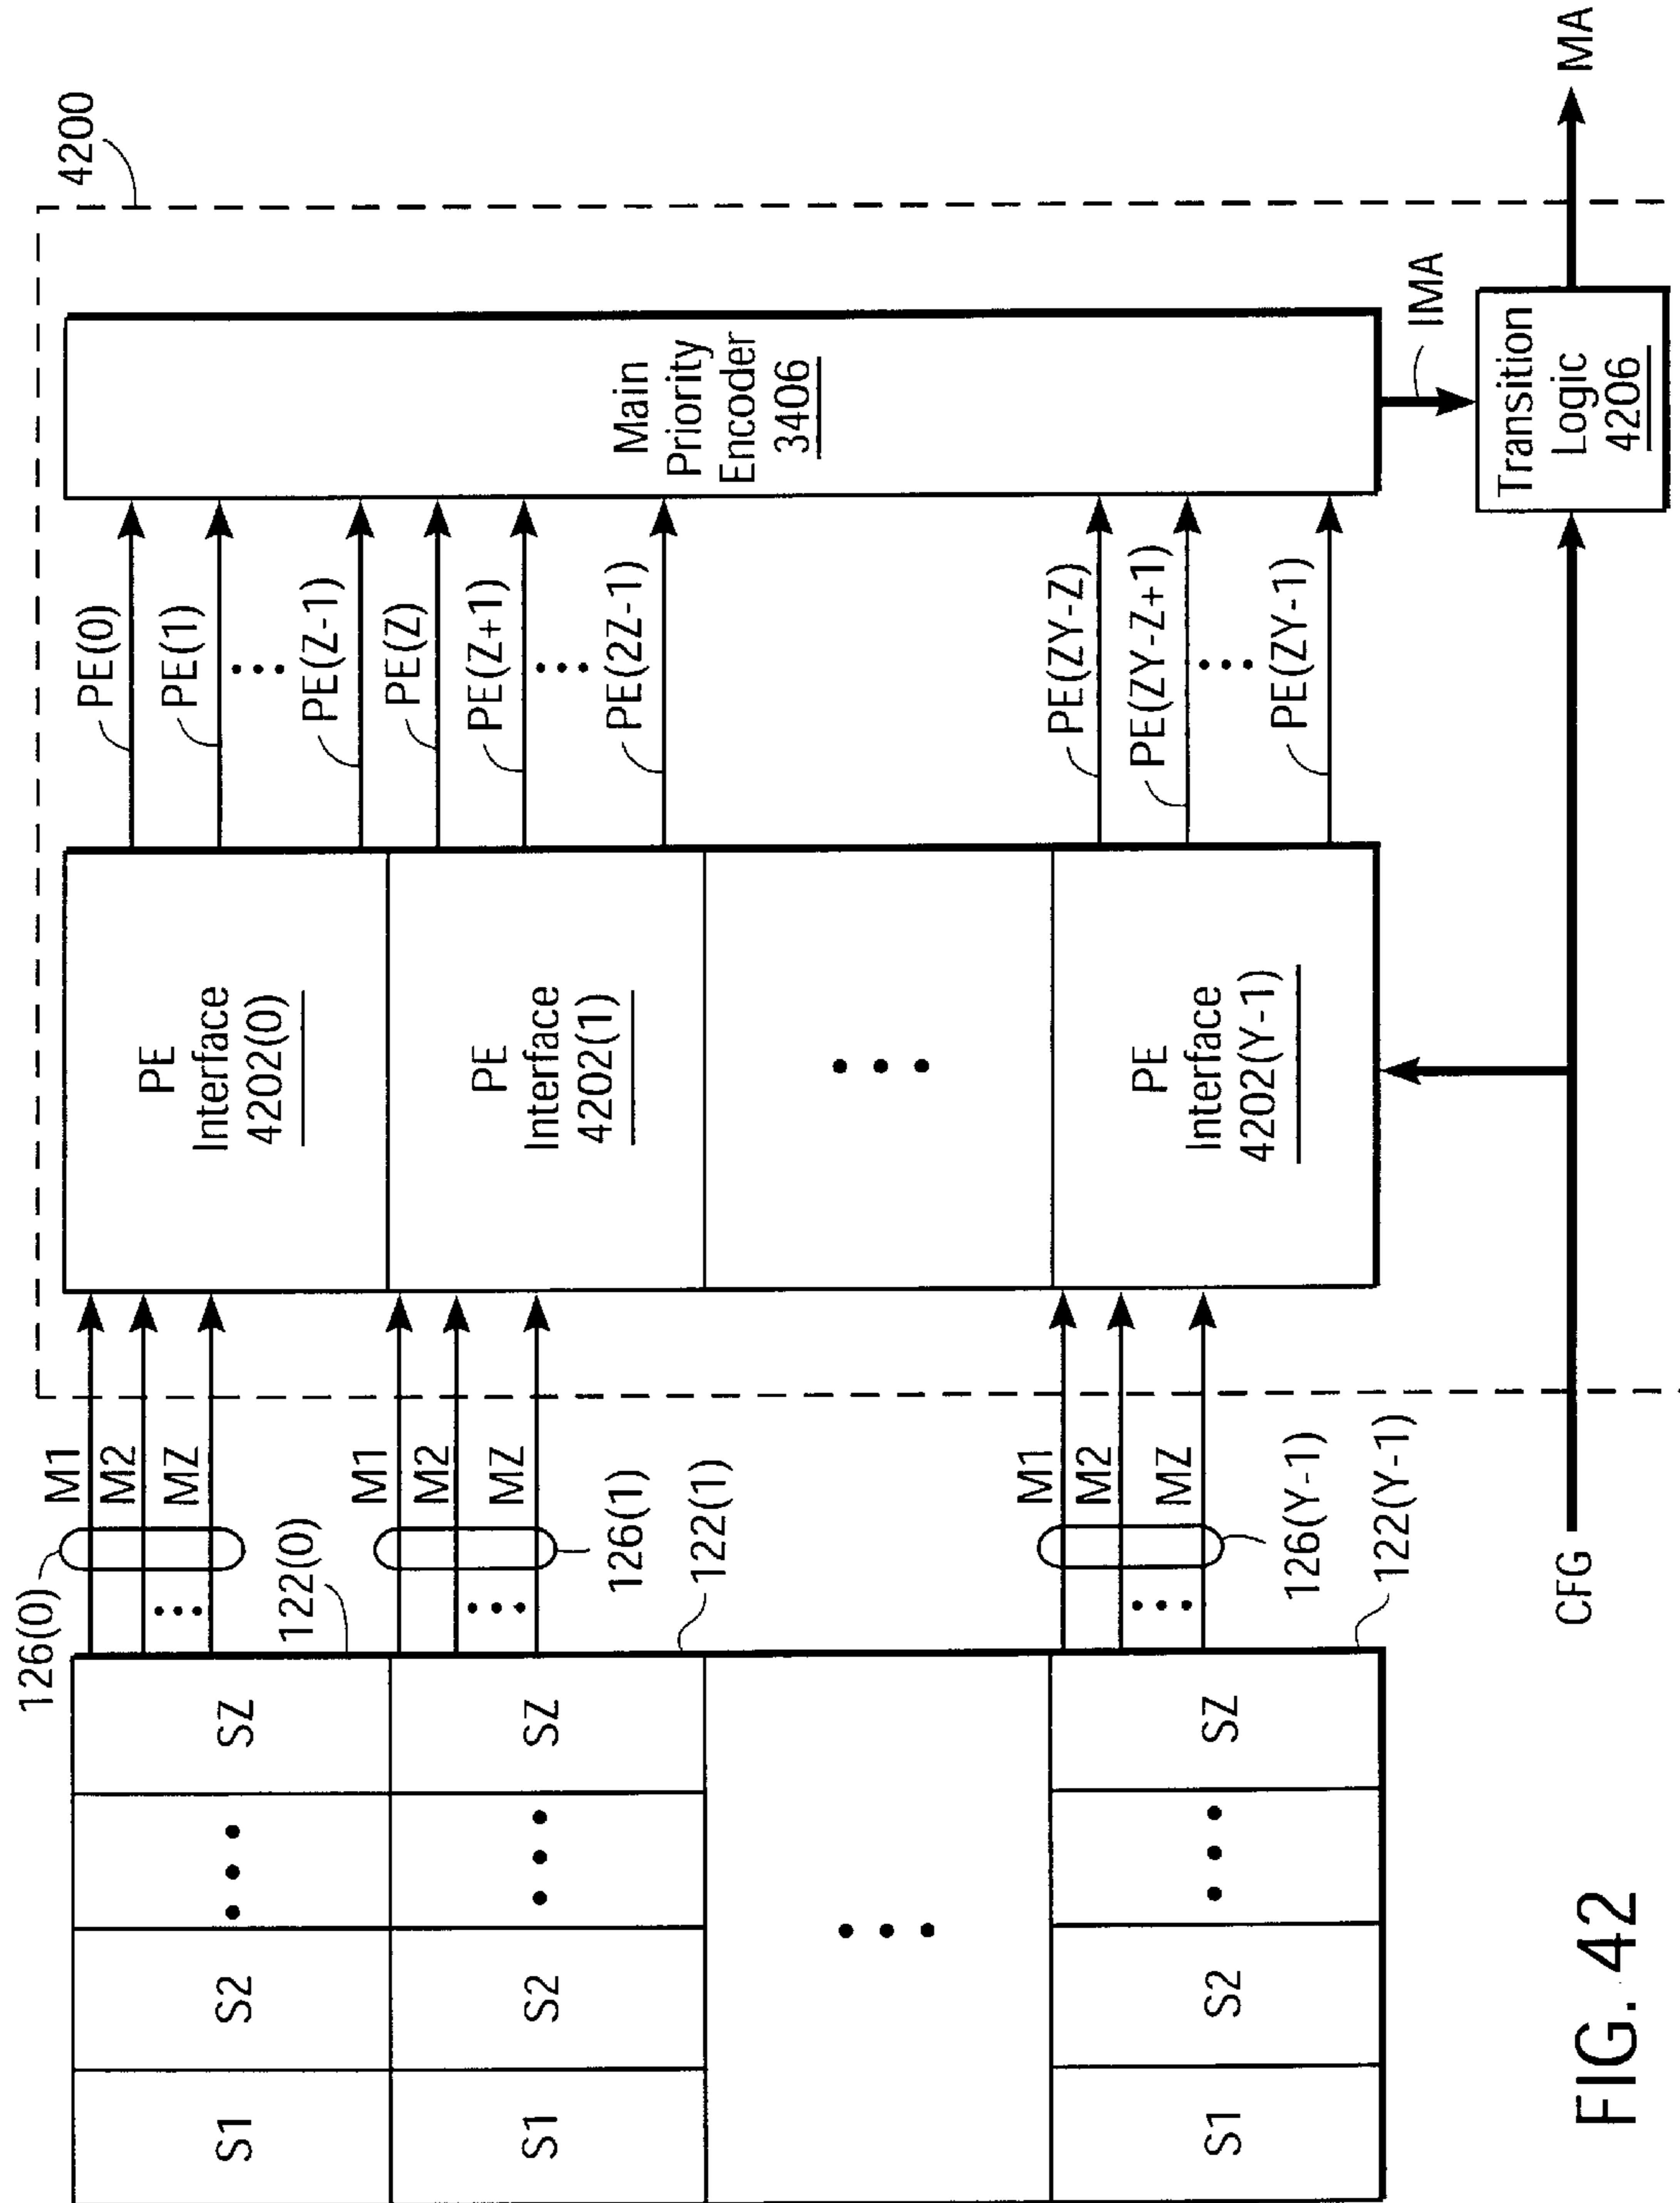 4200
126(0)
M1
M2
MZ
122(0)
S1
S2
SZ
PE
Interface
4202(0)
PE(0)
PE(1)
PE(Z-1)
M1
M2
MZ
126(1)
122(1)
S1
S2
SZ
PE
Interface
4202(1)
PE(Z)
PE(Z+1)
PE(2Z-1)
Main
Priority
Encoder
3406
M1
M2
MZ
126(Y-1)
122(Y-1)
S1
S2
SZ
PE
Interface
4202(Y-1)
PE(ZY-Z)
PE(ZY-Z+1)
PE(ZY-1)
IMA
CFG
Transition
Logic
4206
MA
FIG. 42